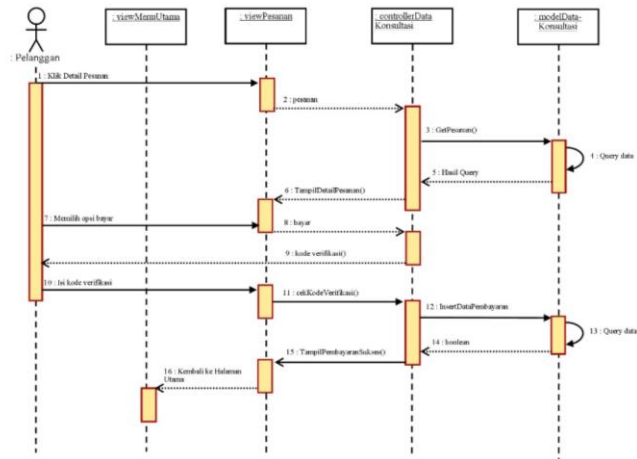 : viewMenuUtama
: viewPesanan
: controllerData
Konsultasi
: modelData-
Konsultasi
: Pelanggan
1 : Klik Detail Pesanan
2 : pesanan
3 : GetPesanan()
4 : Query data
5 : Hasil Query
6 : TampilDetailPesanan()
7 : Memilih opsi bayar
8 : bayar
9 : kode verifikasi()
10 : Isi kode verifikasi
11 : cekKodeVerifikasi()
12 : InsertDataPembayaran
13 : Query data
14 : boolean
15 : TampilPembayaranSukses()
16 : Kembali ke Halaman
Utama